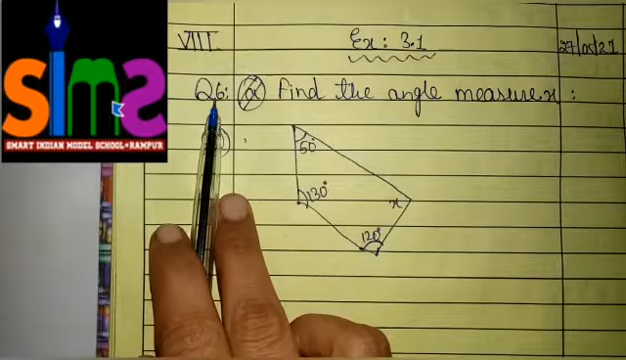 SIMS
SMART INDIAN MODEL SCHOOL•RAMPUR
VIII Ex: 3.1 27/05/21
Q6: (a) Find the angle measure x :
50°
130°
x
120°